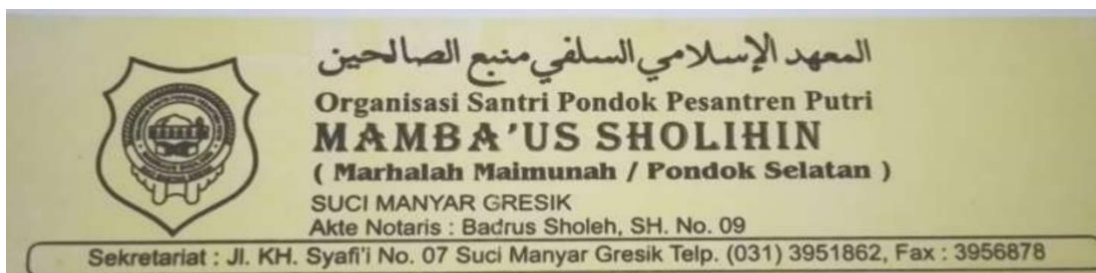 المعهد الإسلامي السلفي منبع الصالحين
Organisasi Santri Pondok Pesantren Putri
MAMBA'US SHOLIHIN
( Marhalah Maimunah / Pondok Selatan )
SUCI MANYAR GRESIK
Akte Notaris : Badrus Sholeh, SH. No. 09
Sekretariat : Jl. KH. Syafi'i No. 07 Suci Manyar Gresik Telp. (031) 3951862, Fax : 3956878